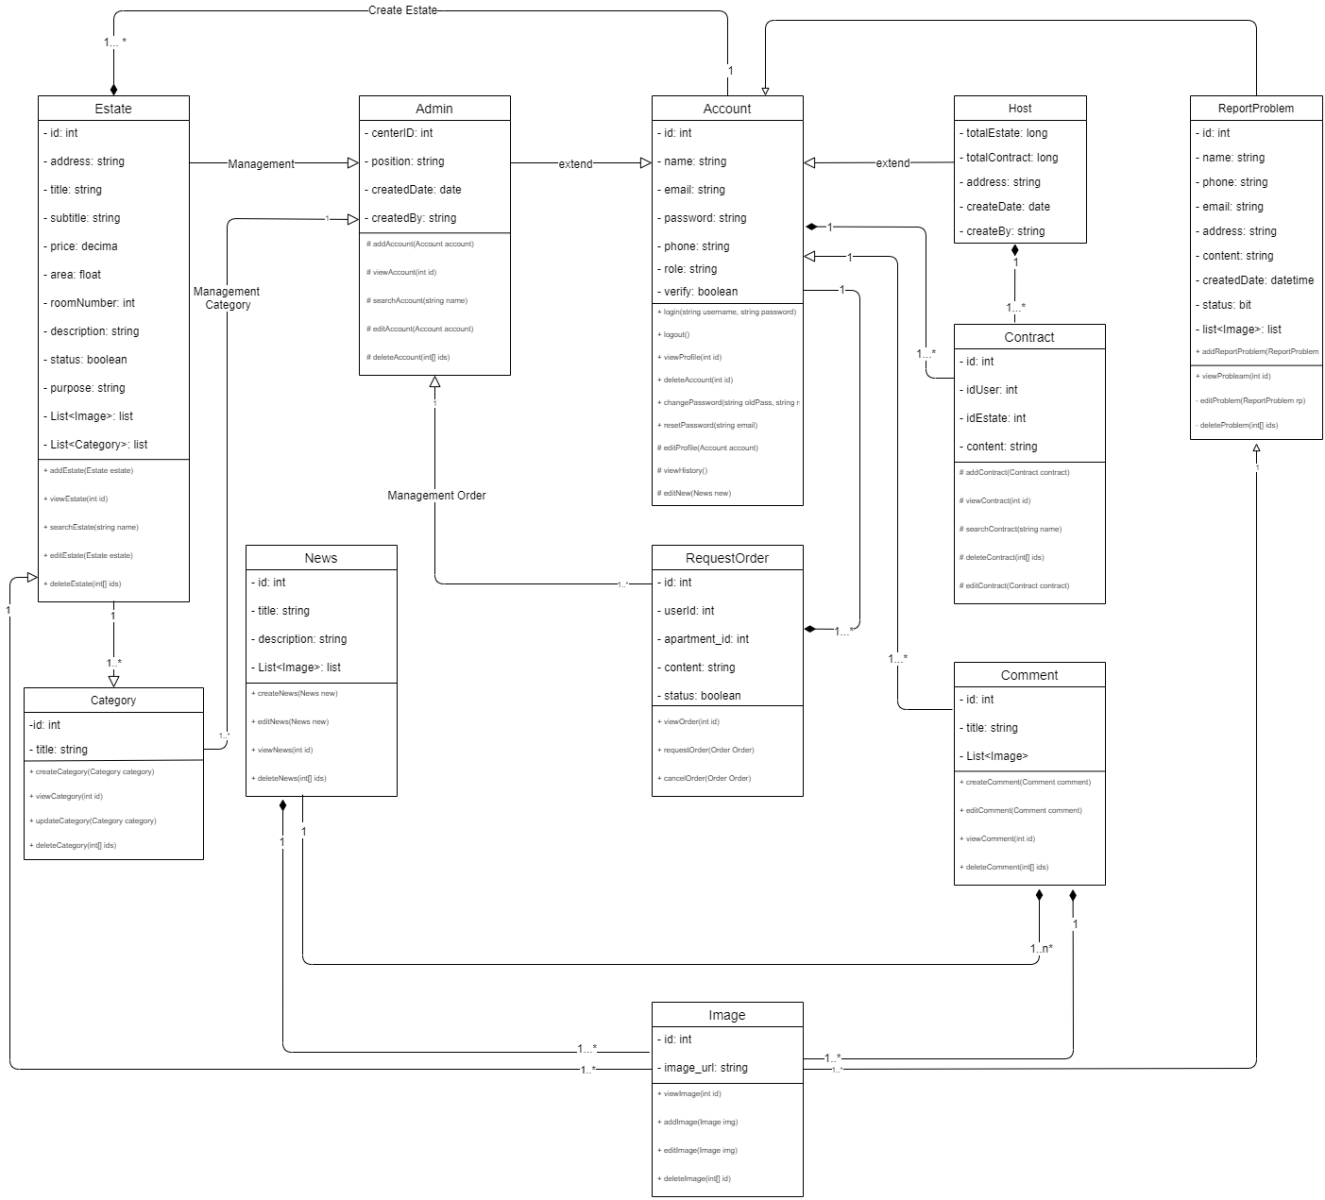 Create Estate
1... *
1
Estate
- id: int
- address: string
- title: string
- subtitle: string
- price: decima
- area: float
- roomNumber: int
- description: string
- status: boolean
- purpose: string
- List<Image>: list
- List<Category>: list
+ addEstate(Estate estate)
+ viewEstate(int id)
+ searchEstate(string name)
+ editEstate(Estate estate)
+ deleteEstate(int[] ids)
Management
Admin
- centerID: int
- position: string
- createdDate: date
- createdBy: string
# addAccount(Account account)
# viewAccount(int id)
# searchAccount(string name)
# editAccount(Account account)
# deleteAccount(int[] ids)
extend
Account
- id: int
- name: string
- email: string
- password: string
- phone: string
- role: string
- verify: boolean
+ login(string username, string password)
+ logout()
+ viewProfile(int id)
+ deleteAccount(int id)
+ changePassword(string oldPass, string r
+ resetPassword(string email)
# editProfile(Account account)
# viewHistory()
# editNew(News new)
extend
Host
- totalEstate: long
- totalContract: long
- address: string
- createDate: date
- createBy: string
ReportProblem
- id: int
- name: string
- phone: string
- email: string
- address: string
- content: string
- createdDate: datetime
- status: bit
- list<Image>: list
+ addReportProblem(ReportProblem
+ viewProbleam(int id)
- editProblem(ReportProblem rp)
- deleteProblem(int[] ids)
1
1
1
1
Management
Category
1
1...*
1...*
Contract
- id: int
- idUser: int
- idEstate: int
- content: string
# addContract(Contract contract)
# viewContract(int id)
# searchContract(string name)
# deleteContract(int[] ids)
# editContract(Contract contract)
1
Management Order
1
1..*
1...*
News
- id: int
- title: string
- description: string
- List<Image>: list
+ createNews(News new)
+ editNews(News new)
+ viewNews(int id)
+ deleteNews(int[] ids)
RequestOrder
- id: int
- userId: int
- apartment_id: int
- content: string
- status: boolean
+ viewOrder(int id)
+ requestOrder(Order Order)
+ cancelOrder(Order Order)
1
1
1..*
1...*
Category
-id: int
- title: string
+ createCategory(Category category)
+ viewCategory(int id)
+ updateCategory(Category category)
+ deleteCategory(int[] ids)
1..*
Comment
- id: int
- title: string
- List<Image>
+ createComment(Comment comment)
+ editComment(Comment comment)
+ viewComment(int id)
+ deleteComment(int[] ids)
1
1
1
1..n*
Image
- id: int
- image_url: string
+ viewImage(int id)
+ addImage(Image img)
+ editImage(Image img)
+ deleteImage(int[] id)
1...*
1..*
1..*
1..*